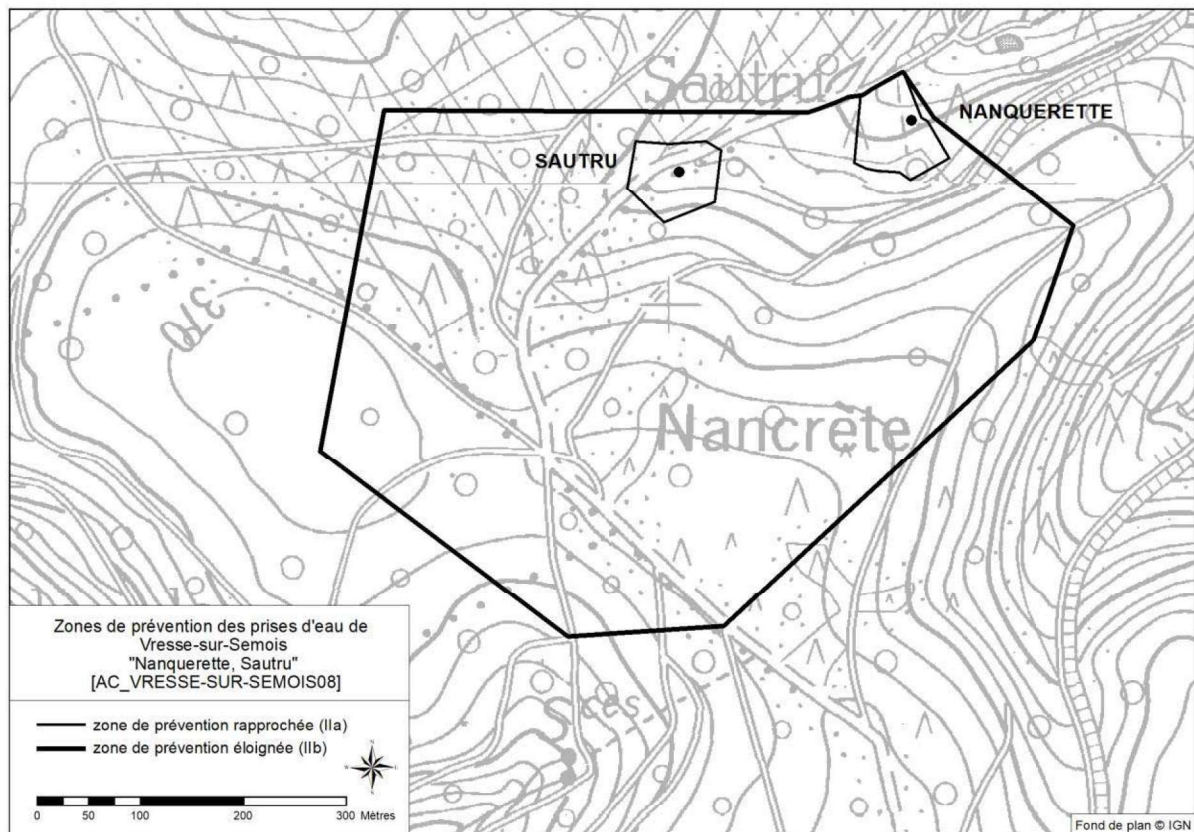 Sautru
NANQUERETTE
SAUTRU
370
Nancrète
Zones de prévention des prises d'eau de
Vresse-sur-Semois
"Nanquerette, Sautru"
[AC_VRESSE-SUR-SEMOIS08]
zone de prévention rapprochée (IIa)
zone de prévention éloignée (IIb)
N
0 50 100 200 300 Mètres
Sces
Fond de plan © IGN